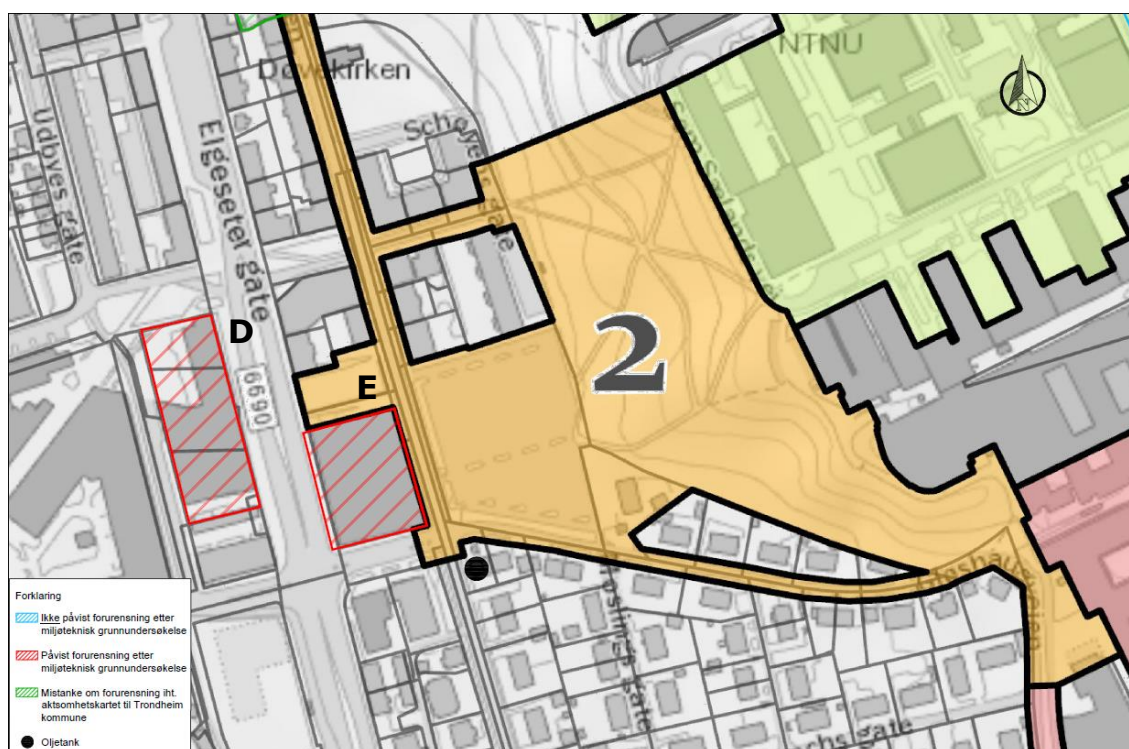 NTNU
Døvekirken
N
Udbyes gate
Elgeseter gate
D
6690
E
2
Forklaring
Ikke påvist forurensning etter
miljøteknisk grunnundersøkelse
Påvist forurensning etter
miljøteknisk grunnundersøkelse
Mistanke om forurensning iht.
aktsomhetskartet til Trondheim
kommune
Oljetank